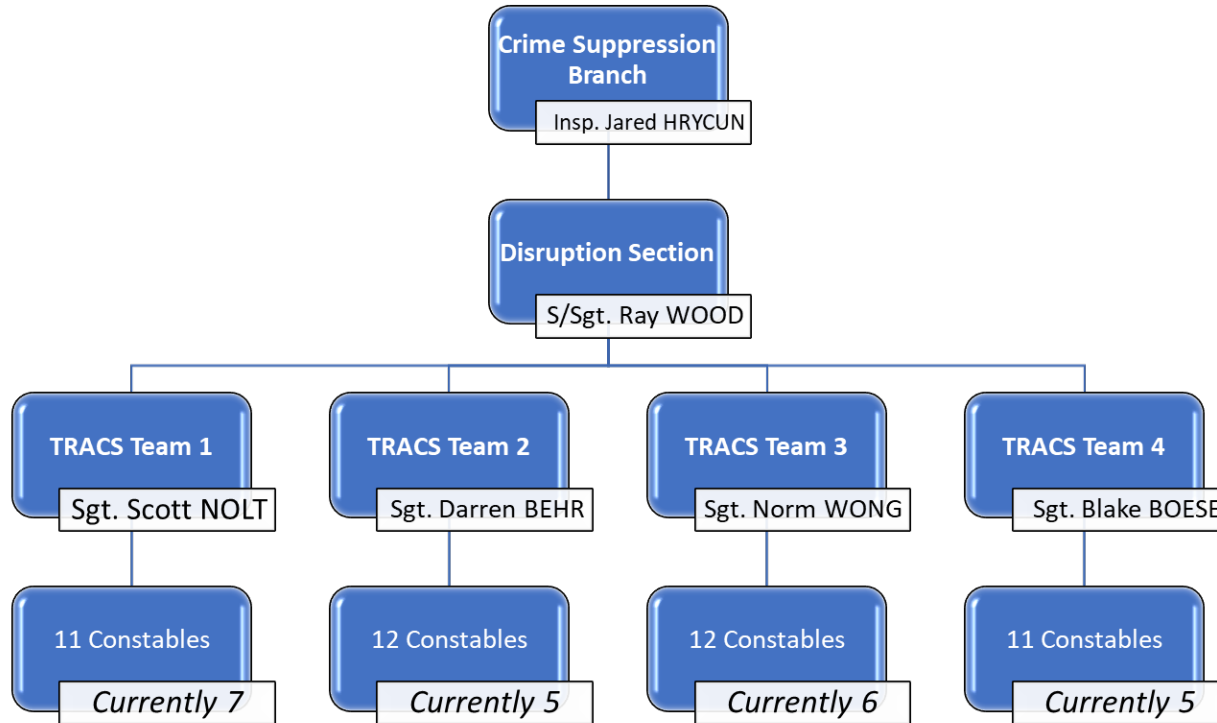 Crime Suppression
Branch
Insp. Jared HRYCUN
Disruption Section
S/Sgt. Ray WOOD
TRACS Team 1
Sgt. Scott NOLT
TRACS Team 2
Sgt. Darren BEHR
TRACS Team 3
Sgt. Norm WONG
TRACS Team 4
Sgt. Blake BOESE
11 Constables
Currently 7
12 Constables
Currently 5
12 Constables
Currently 6
11 Constables
Currently 5